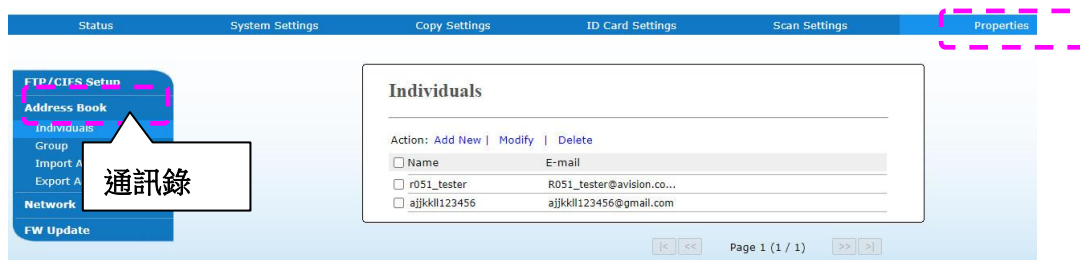 Status System Settings Copy Settings ID Card Settings Scan Settings Properties
FTP/CIFS Setup
Address Book
Individuals
Group
Import A
Export A
Network
FW Update
通訊錄
Individuals
Action: Add New | Modify | Delete
Name E-mail
r051_tester R051_tester@avision.co...
ajjkkll123456 ajjkkll123456@gmail.com
|< << Page 1 (1 / 1) >> >|